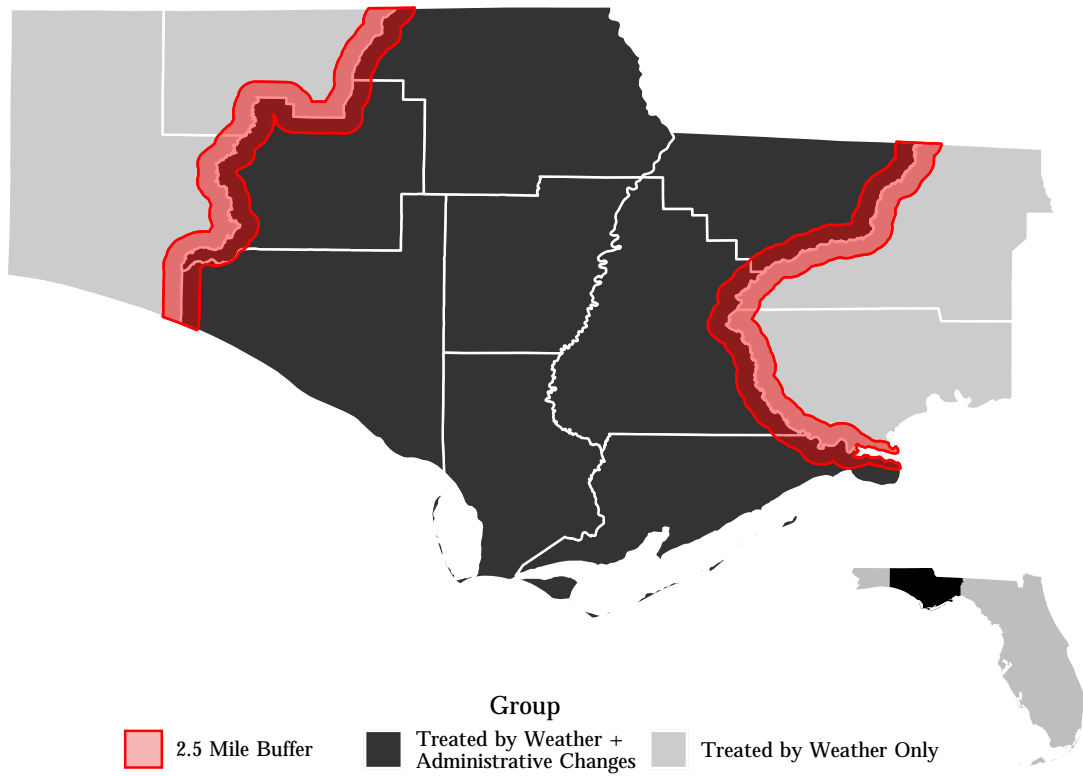 Group
2.5 Mile Buffer
Treated by Weather +
Administrative Changes
Treated by Weather Only